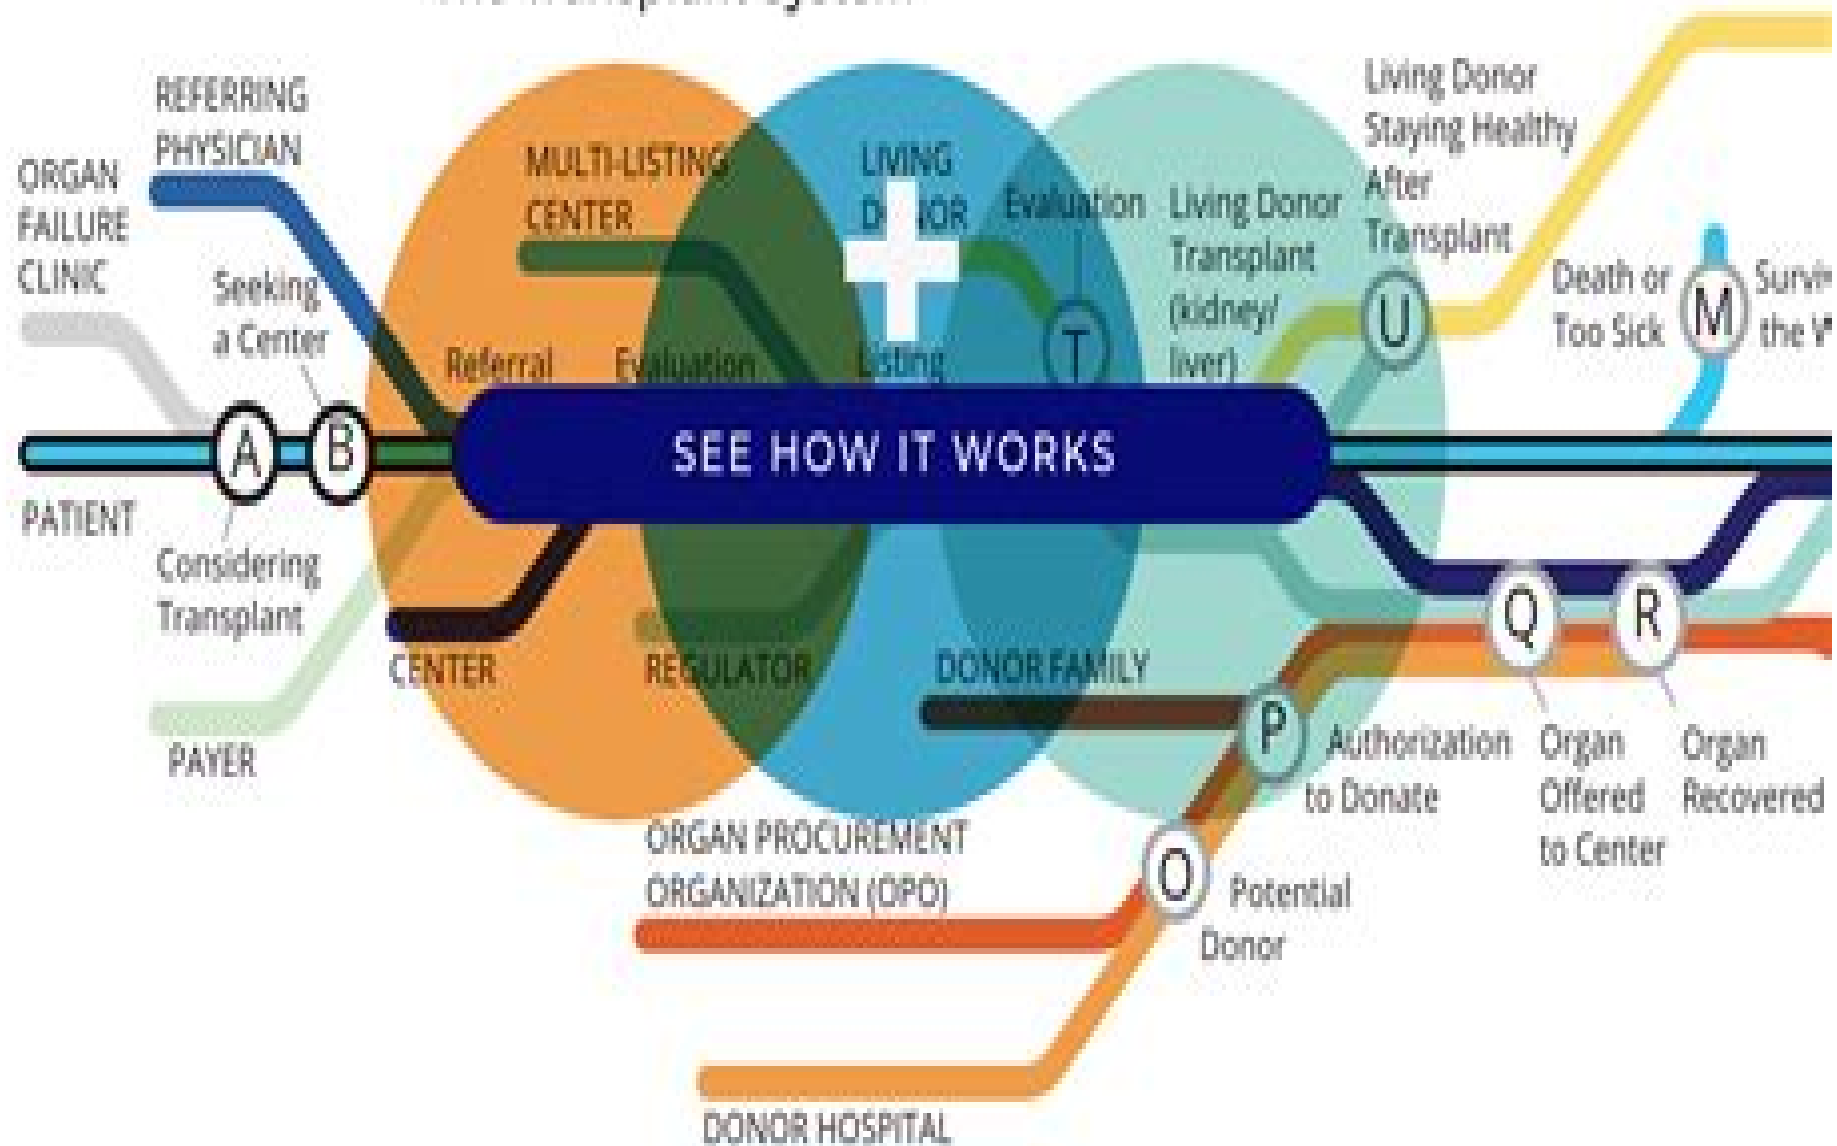 REFERRING
PHYSICIAN
ORGAN
FAILURE
CLINIC
Seeking
a Center
MULTI-LISTING
CENTER
LIVING
DONOR
Evaluation
Living Donor
Transplant
(kidney/
liver)
Living Donor
Staying Healthy
After
Transplant
Death or
Too Sick
M
the
U
T
Referral
Evaluation
Listing
A
B
SEE HOW IT WORKS
PATIENT
Considering
Transplant
CENTER
REGULATOR
DONOR FAMILY
PAYER
P
Q
R
Authorization
to Donate
Organ
Offered
to Center
Organ
Recovered
ORGAN PROCUREMENT
ORGANIZATION (OPO)
O
Potential
Donor
DONOR HOSPITAL